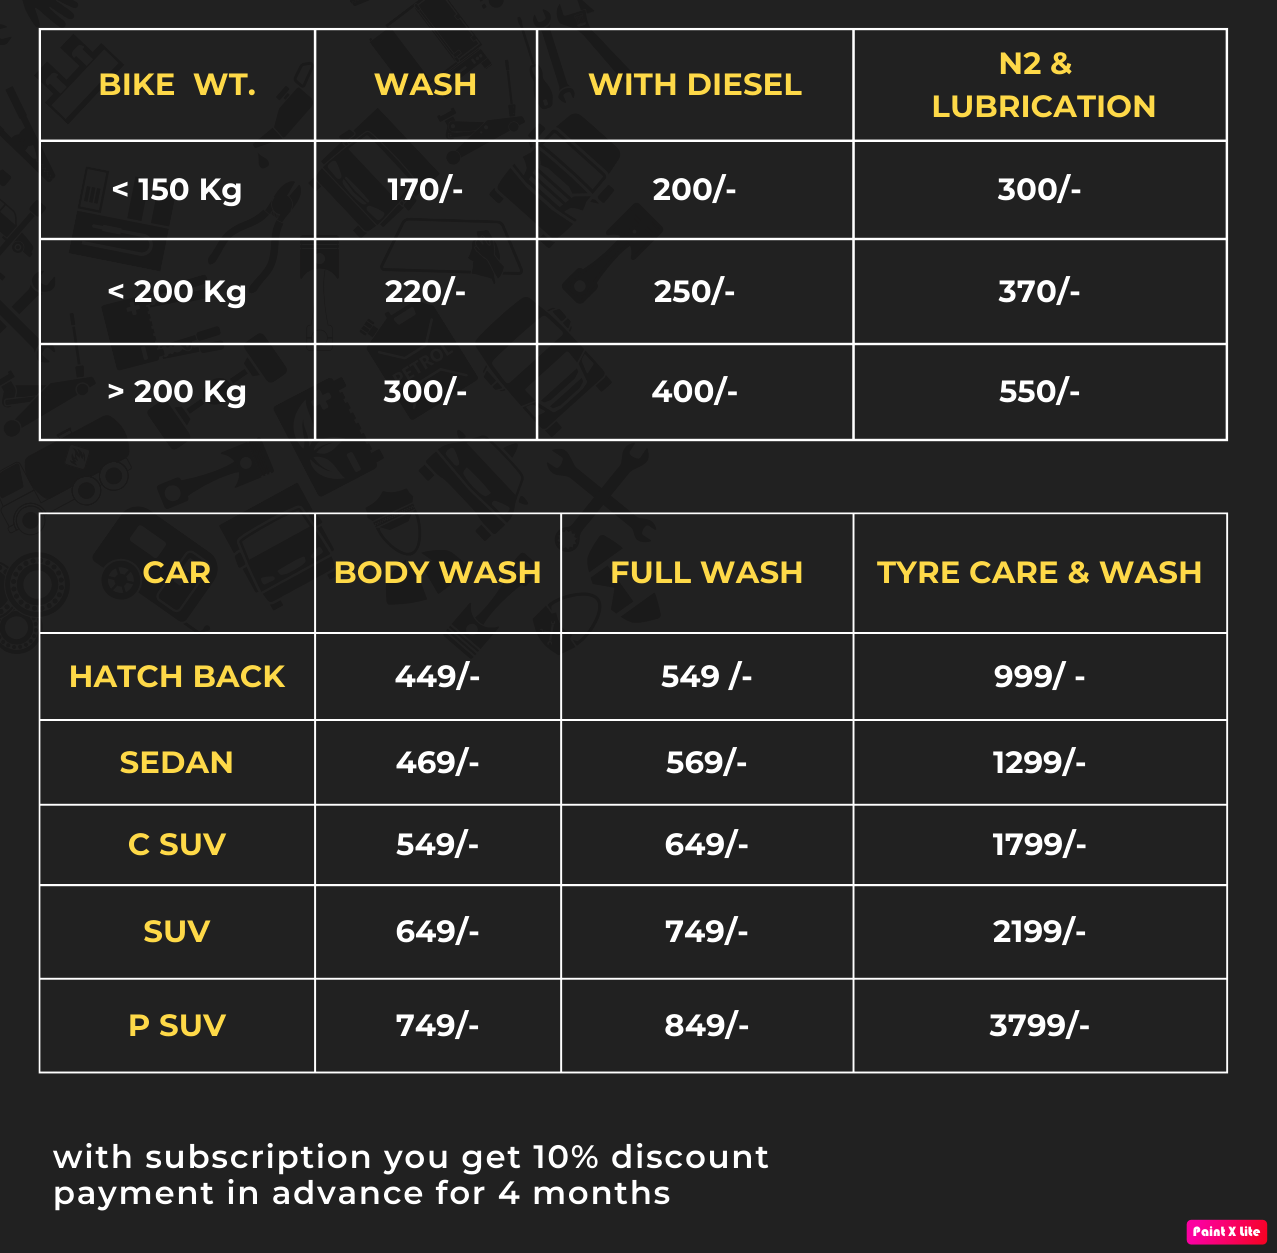 BIKE WT. WASH WITH DIESEL N2 &
LUBRICATION
< 150 Kg 170/- 200/- 300/-
< 200 Kg 220/- 250/- 370/-
> 200 Kg 300/- 400/- 550/-
CAR BODY WASH FULL WASH TYRE CARE & WASH
HATCH BACK 449/- 549 /- 999/ -
SEDAN 469/- 569/- 1299/-
C SUV 549/- 649/- 1799/-
SUV 649/- 749/- 2199/-
P SUV 749/- 849/- 3799/-
with subscription you get 10% discount
payment in advance for 4 months
Paint X Lite